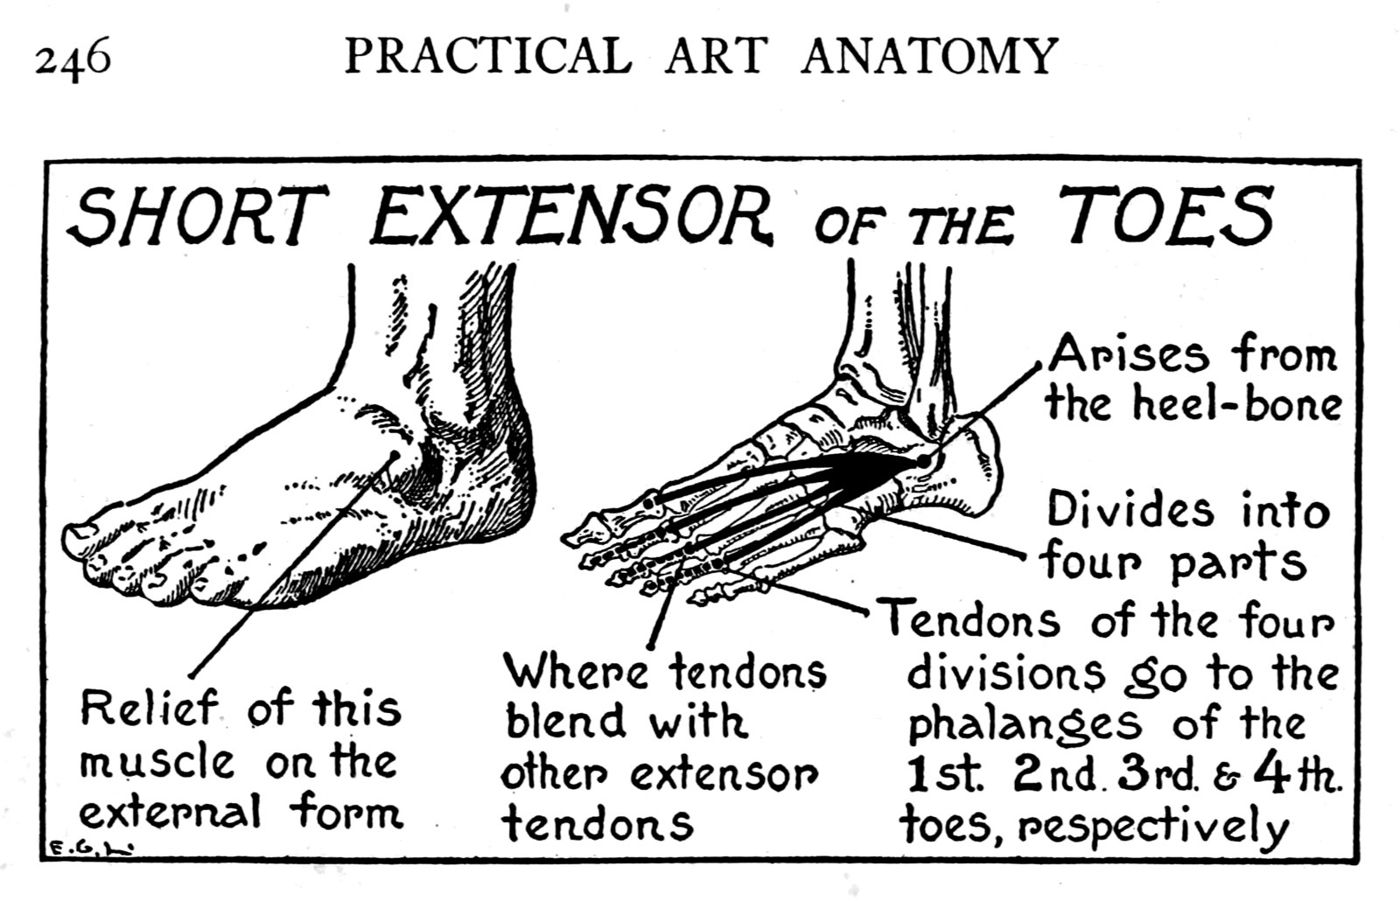 246 PRACTICAL ART ANATOMY
SHORT EXTENSOR OF THE TOES
Arises from
the heel-bone
Divides into
four parts
Tendons of the four
divisions go to the
phalanges of the
1st. 2nd. 3rd. & 4th.
toes, respectively
Where tendons
blend with
other extensor
tendons
Relief of this
muscle on the
external form
E.G.L.